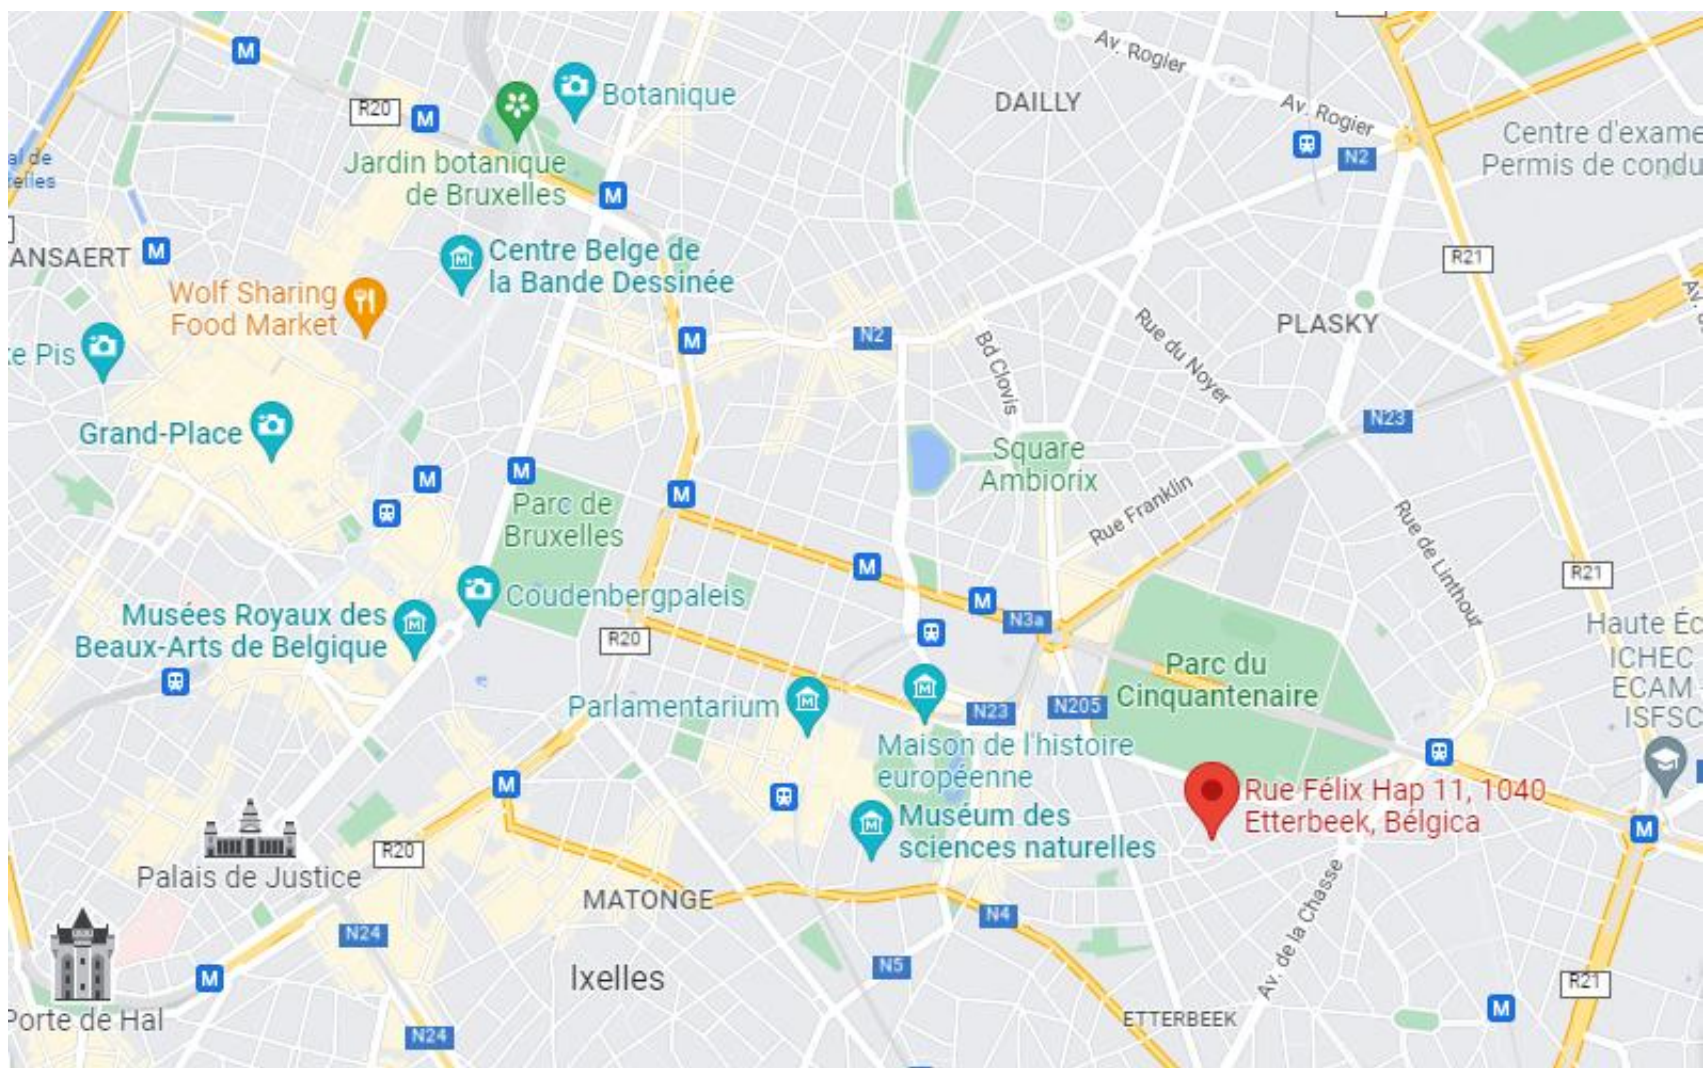 Av. Rogier
M
Botanique
DAILLY
R20
M
Av. Rogier
Centre d'exame
Permis de condu
N2
al de
elles
Jardin botanique
de Bruxelles
M
ANSAERT
M
Centre Belge de
la Bande Dessinée
R21
Wolf Sharing
Food Market
Rue du Noyer
PLASKY
ke Pis
M
N2
Bd Clovis
N23
Grand-Place
Square
Ambiorix
M
M
M
Parc de
Bruxelles
Rue Franklin
Rue de Linthout
M
R21
Coudenbergpaleis
M
N3a
Musées Royaux des
Beaux-Arts de Belgique
R20
Haute Éc
ICHEC
ECAM
ISFSC
Parc du
Cinquantenaire
Parlamentarium
N23
N205
Maison de l'histoire
européenne
M
Rue Félix Hap 11, 1040
Etterbeek, Bélgica
Muséum des
sciences naturelles
M
R20
Palais de Justice
MATONGE
Av. de la Chasse
N4
N24
N5
Ixelles
M
R21
Porte de Hal
ETTERBEEK
M
N24